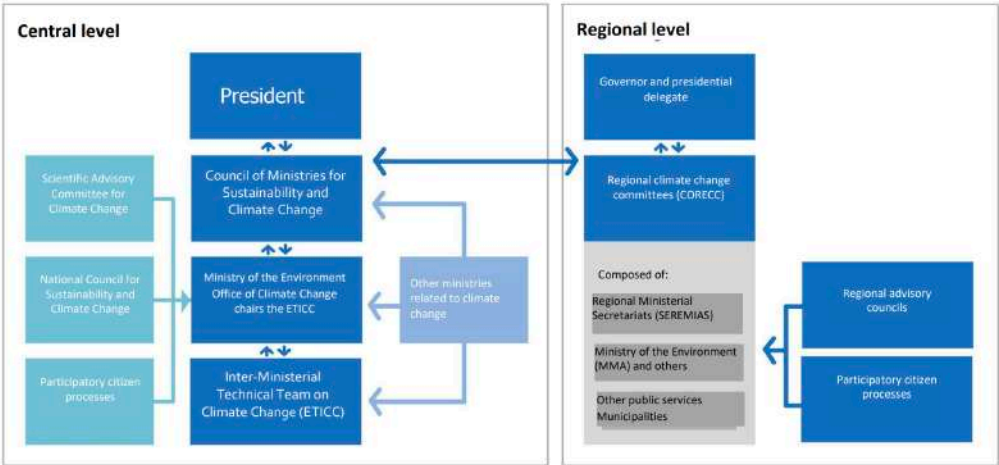 Central level
President
Scientific Advisory
Committee for
Climate Change
Council of Ministries for
Sustainability and
Climate Change
National Council for
Sustainability and
Climate Change
Ministry of the Environment
Office of Climate Change
chairs the ETICC
Other ministries
related to climate
change
Participatory citizen
processes
Inter-Ministerial
Technical Team on
Climate Change (ETICC)
Regional level
Governor and presidential
delegate
Regional climate change
committees (CORECC)
Composed of:
Regional Ministerial
Secretariats (SEREMIAS)
Ministry of the Environment
(MMA) and others
Other public services
Municipalities
Regional advisory
councils
Participatory citizen
processes